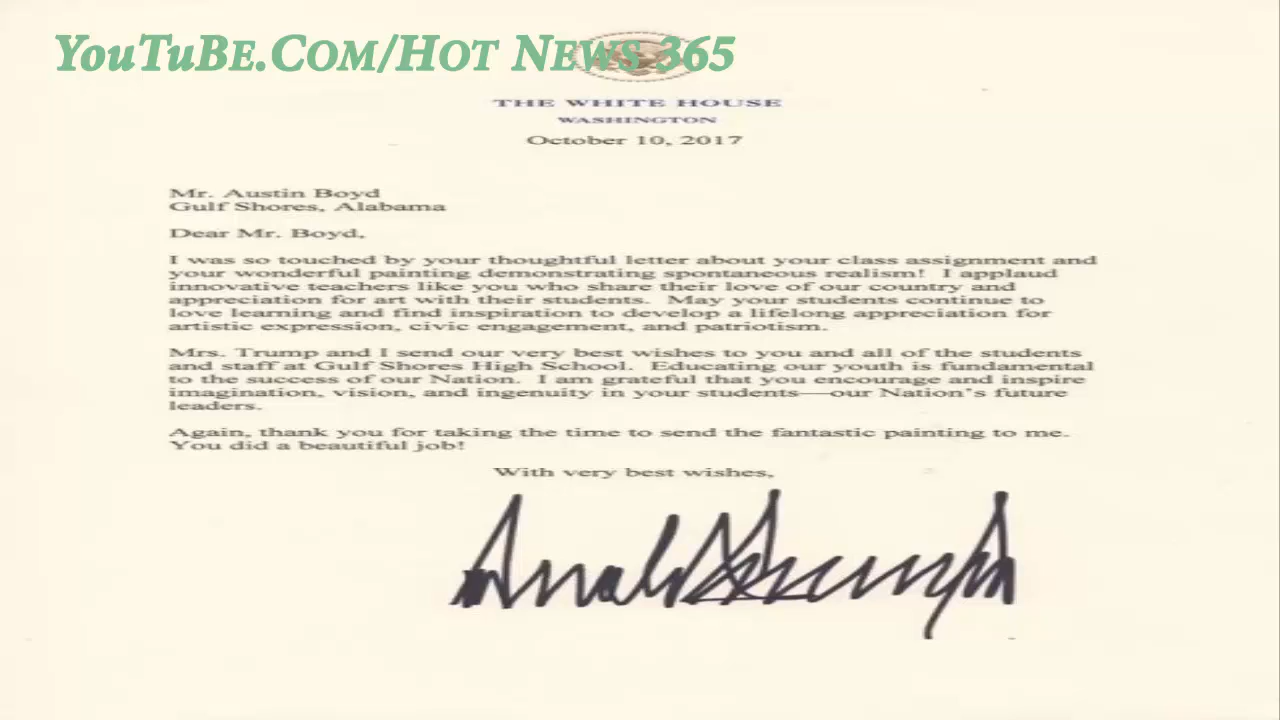 YouTuBe.Com/Hot News 365
THE WHITE HOUSE
WASHINGTON
October 10, 2017
Mr. Austin Boyd
Gulf Shores, Alabama
Dear Mr. Boyd,
I was so touched by your thoughtful letter about your class assignment and
your wonderful painting demonstrating spontaneous realism! I applaud
innovative teachers like you who share their love of our country and
appreciation for art with their students. May your students continue to
love learning and find inspiration to develop a lifelong appreciation for
artistic expression, civic engagement, and patriotism.
Mrs. Trump and I send our very best wishes to you and all of the students
and staff at Gulf Shores High School. Educating our youth is fundamental
to the success of our Nation. I am grateful that you encourage and inspire
imagination, vision, and ingenuity in your students—our Nation's future
leaders.
Again, thank you for taking the time to send the fantastic painting to me.
You did a beautiful job!
With very best wishes,